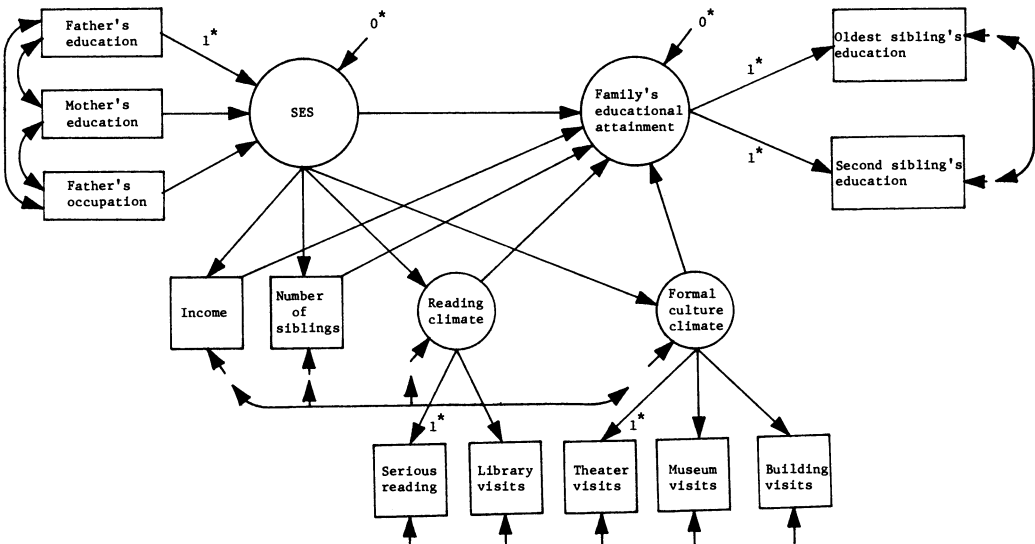 Father's
education
1*
0*
0*
1*
Oldest sibling's
education
Mother's
education
SES
Family's
educational
attainment
1*
Second sibling's
education
Father's
occupation
Income
Number
of
siblings
Reading
climate
Formal
culture
climate
1*
1*
Serious
reading
Library
visits
Theater
visits
Museum
visits
Building
visits